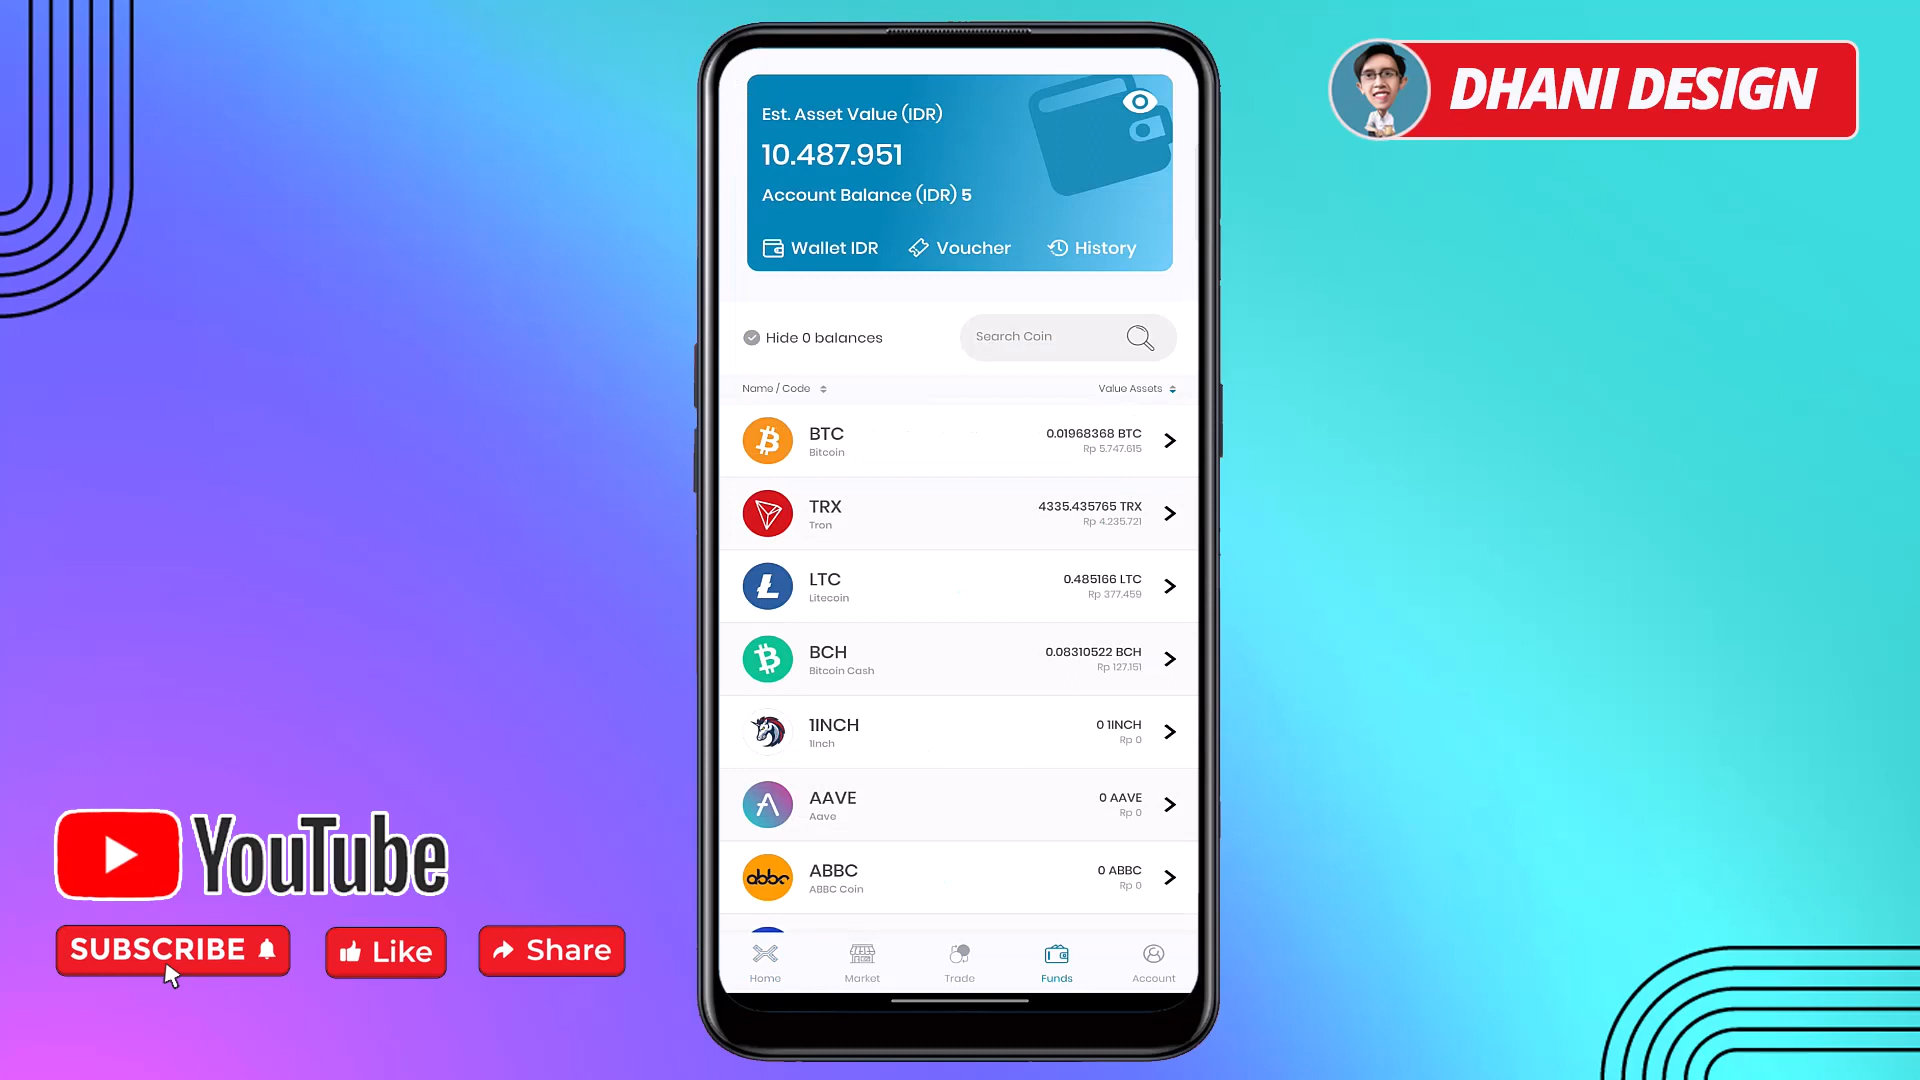 DHANI DESIGN
Est. Asset Value (IDR)
10.487.951
Account Balance (IDR) 5
Wallet IDR
Voucher
History
Hide 0 balances
Search Coin
Name / Code
Value Assets
BTC
Bitcoin
0.01968368 BTC
Rp 5.747.615
TRX
Tron
4335.435765 TRX
Rp 4.235.721
LTC
Litecoin
0.485166 LTC
Rp 377.459
BCH
Bitcoin Cash
0.08310522 BCH
Rp 127.151
1INCH
1Inch
0 1INCH
Rp 0
AAVE
Aave
0 AAVE
Rp 0
abbc
ABBC
ABBC Coin
0 ABBC
Rp 0
Home
Market
Trade
Funds
Account
YouTube
SUBSCRIBE
Like
Share